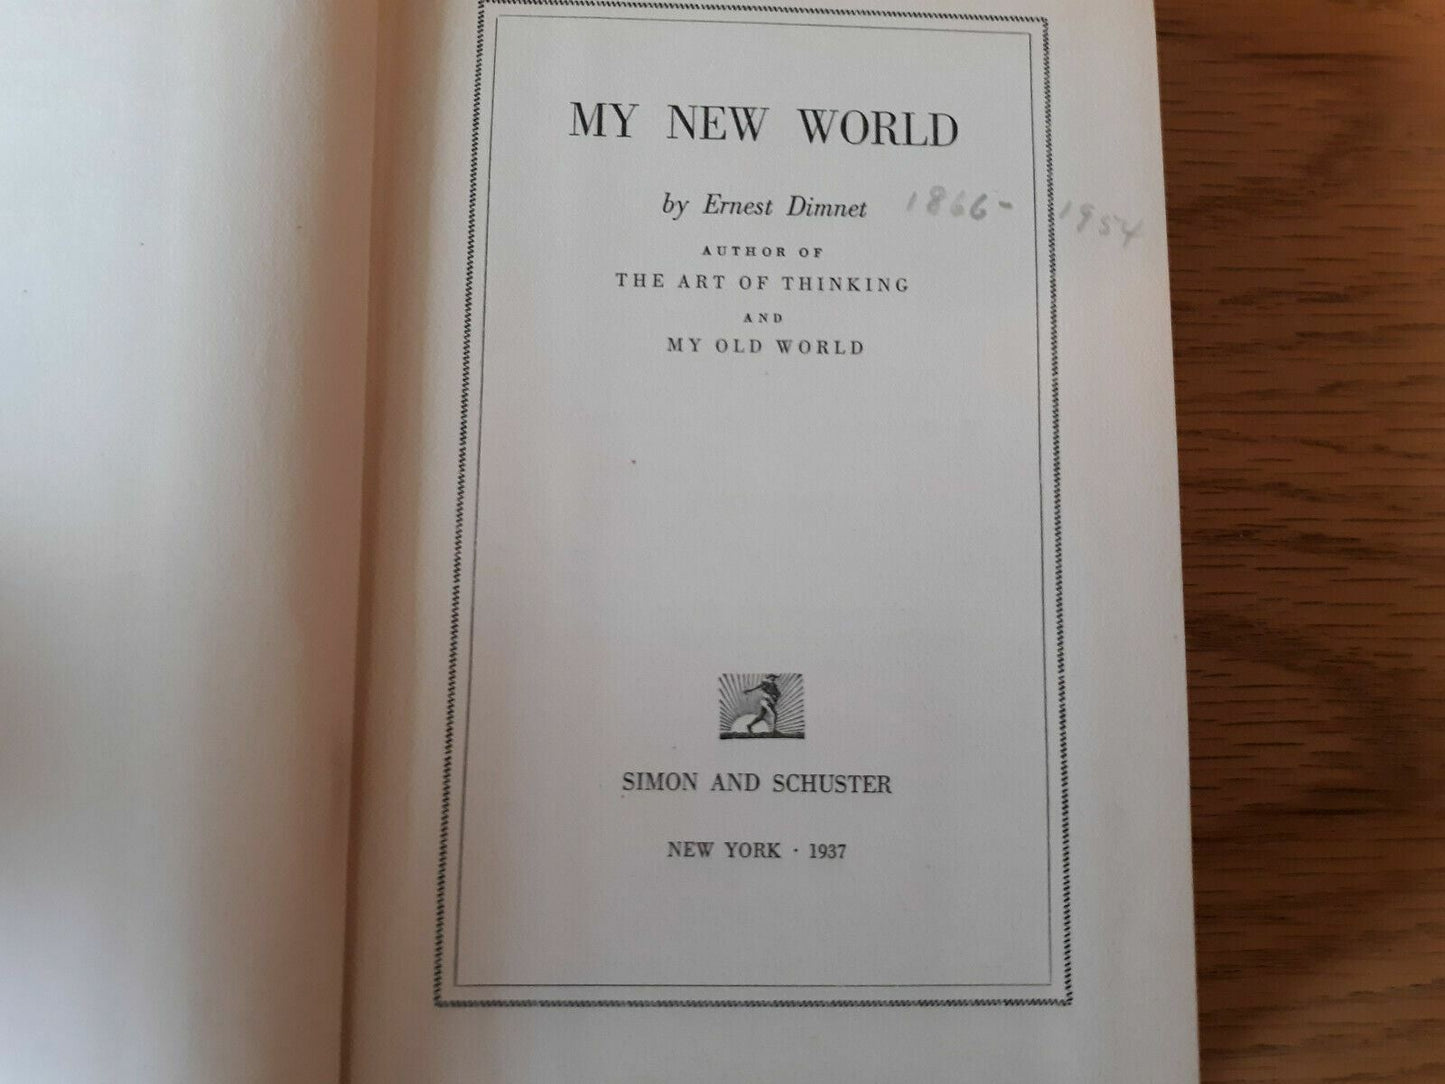 MY NEW WORLD
by Ernest Dimnet 1866- 1954
AUTHOR OF
THE ART OF THINKING
AND
MY OLD WORLD
SIMON AND SCHUSTER
NEW YORK · 1937